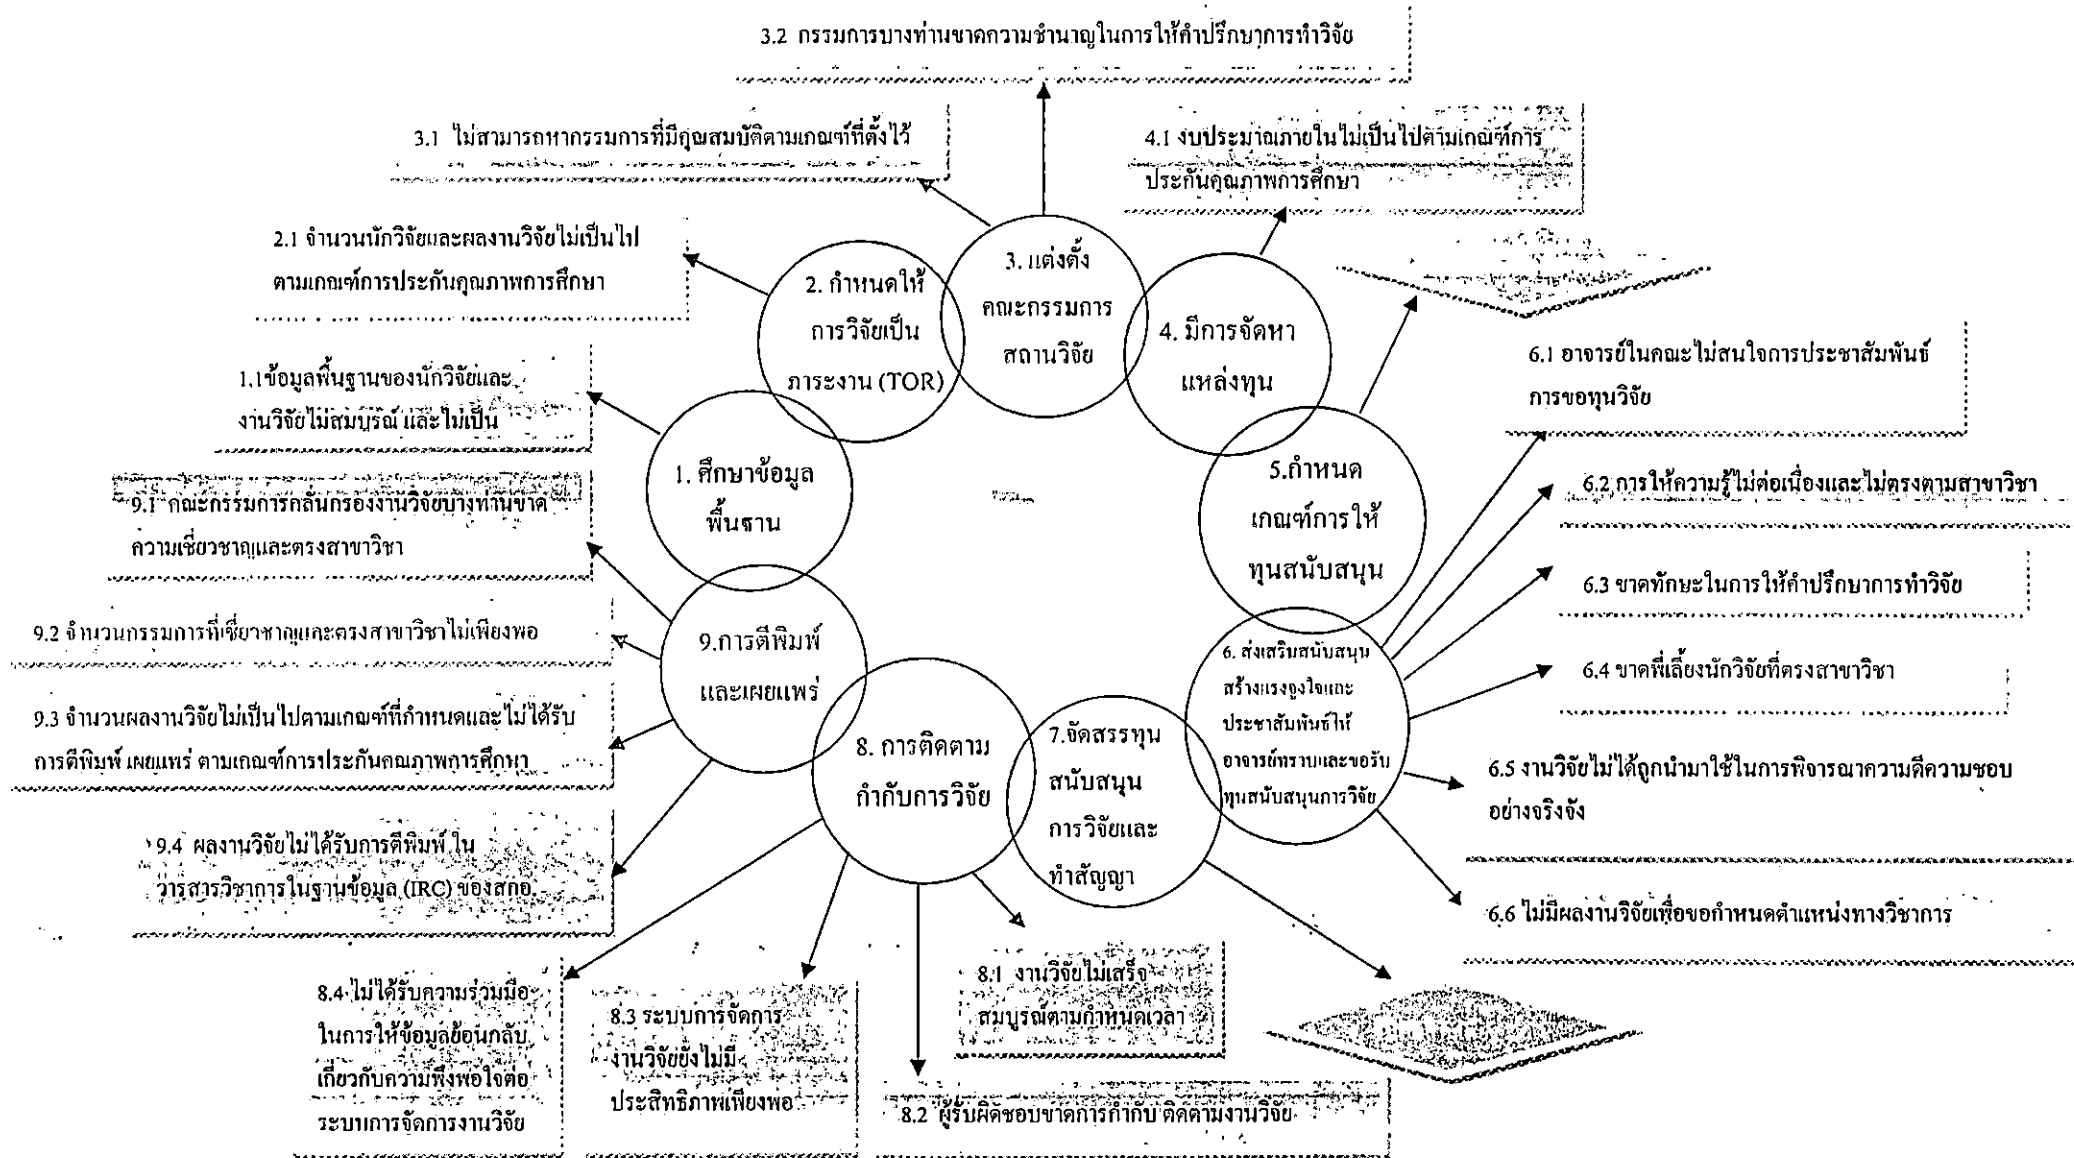 3.2 กรรมการบางท่านขาดความชำนาญในการให้คำปรึกษาการทำวิจัย
3.1 ไม่สามารถหากรรมการที่มีคุณสมบัติตามเกณฑ์ที่ตั้งไว้
4.1 งบประมาณภายในไม่เป็นไปตามเกณฑ์การ
ประกันคุณภาพการศึกษา
2.1 จำนวนนักวิจัยและผลงานวิจัยไม่เป็นไป
ตามเกณฑ์การประกันคุณภาพการศึกษา
3. แต่งตั้ง
คณะกรรมการ
สถานวิจัย
2. กำหนดให้
การวิจัยเป็น
ภาระงาน (TOR)
4. มีการจัดหา
แหล่งทุน
1.1ข้อมูลพื้นฐานของนักวิจัยและ
งานวิจัยไม่สมบูรณ์ และไม่เป็น
6.1 อาจารย์ในคณะไม่สนใจการประชาสัมพันธ์
การขอทุนวิจัย
1. ศึกษาข้อมูล
พื้นฐาน
5.กำหนด
เกณฑ์การให้
ทุนสนับสนุน
9.1 คณะกรรมการกลั่นกรองงานวิจัยบางท่านขาด
ความเชี่ยวชาญและตรงสาขาวิชา
6.2 การให้ความรู้ไม่ต่อเนื่องและไม่ตรงตามสาขาวิชา
6.3 ขาดทักษะในการให้คำปรึกษาการทำวิจัย
9.2 จำนวนกรรมการที่เชี่ยวชาญและตรงสาขาวิชาไม่เพียงพอ
9.การตีพิมพ์
และเผยแพร่
6. ส่งเสริมสนับสนุน
สร้างแรงจูงใจและ
ประชาสัมพันธ์ให้
อาจารย์ทราบและขอรับ
ทุนสนับสนุนการวิจัย
6.4 ขาดพี่เลี้ยงนักวิจัยที่ตรงสาขาวิชา
9.3 จำนวนผลงานวิจัยไม่เป็นไปตามเกณฑ์ที่กำหนดและไม่ได้รับ
การตีพิมพ์ เผยแพร่ ตามเกณฑ์การประกันคุณภาพการศึกษา
8. การติดตาม
กำกับการวิจัย
7.จัดสรรทุน
สนับสนุน
การวิจัยและ
ทำสัญญา
6.5 งานวิจัยไม่ได้ถูกนำมาใช้ในการพิจารณาความดีความชอบ
อย่างจริงจัง
9.4 ผลงานวิจัยไม่ได้รับการตีพิมพ์ ใน
วารสารวิชาการในฐานข้อมูล (IRC) ของสกอ.
6.6 ไม่มีผลงานวิจัยเพื่อขอกำหนดตำแหน่งทางวิชาการ
8.4 ไม่ได้รับความร่วมมือ
ในการให้ข้อมูลย้อนกลับ
เกี่ยวกับความพึงพอใจต่อ
ระบบการจัดการงานวิจัย
8.3 ระบบการจัดการ
งานวิจัยยังไม่มี
ประสิทธิภาพเพียงพอ
8.1 งานวิจัยไม่เสร็จ
สมบูรณ์ตามกำหนดเวลา
8.2 ผู้รับผิดชอบขาดการกำกับ ติดตามงานวิจัย